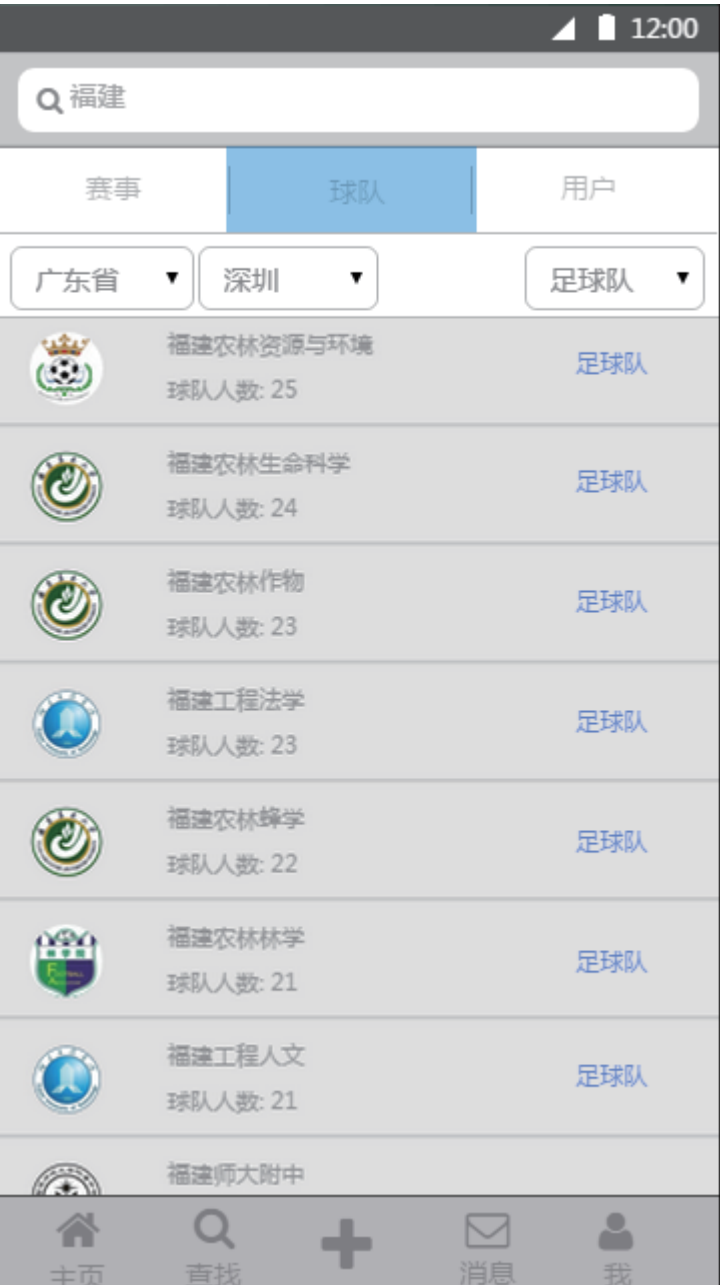 12:00
福建
赛事 球队 用户
广东省 深圳 足球队
福建农林资源与环境
球队人数: 25
足球队
福建农林生命科学
球队人数: 24
足球队
福建农林作物
球队人数: 23
足球队
福建工程法学
球队人数: 23
足球队
福建农林蜂学
球队人数: 22
足球队
福建农林林学
球队人数: 21
足球队
福建工程人文
球队人数: 21
足球队
福建师大附中
主页 查找 消息 我